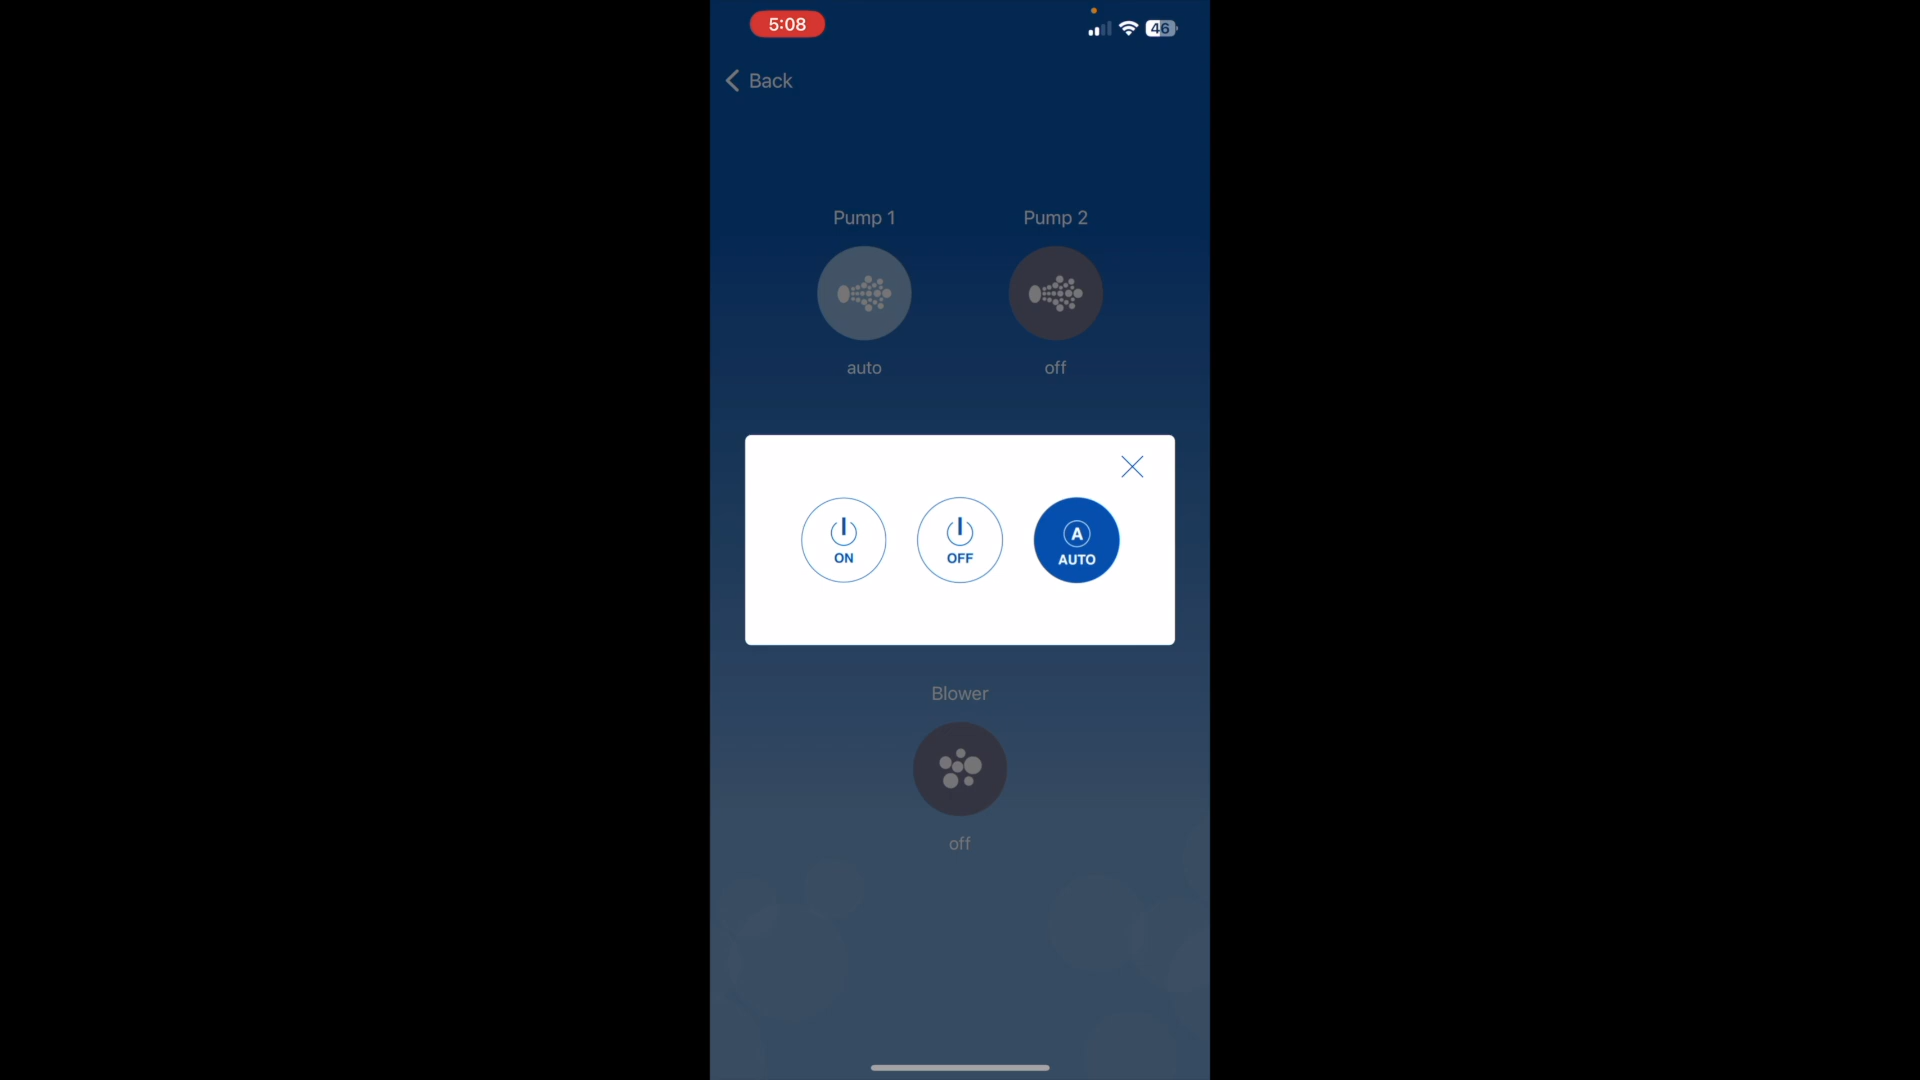 5:08
46
Back
Pump 1
Pump 2
auto
off
ON
OFF
A
AUTO
Blower
off